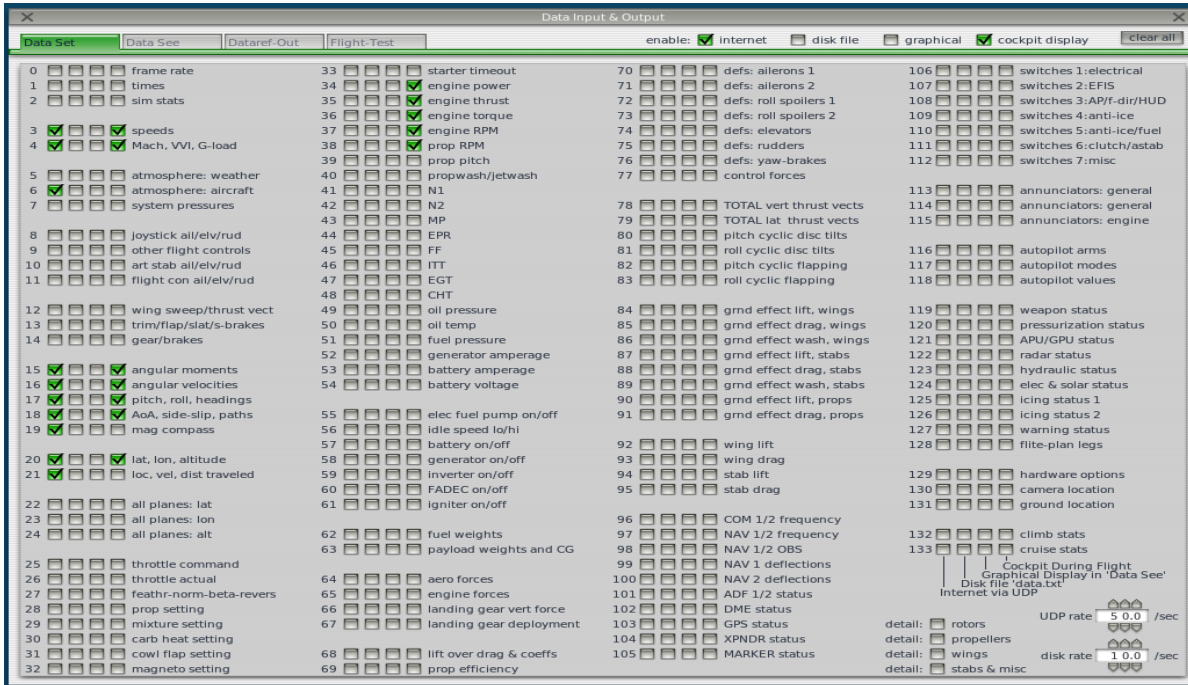 Data Input & Output
Data Set
Data See
Dataref-Out
Flight-Test
enable: internet disk file graphical cockpit display clear all
0 frame rate
1 times
2 sim stats
3 speeds
4 Mach, VVI, G-load
5 atmosphere: weather
6 atmosphere: aircraft
7 system pressures
8 joystick ail/elv/rud
9 other flight controls
10 art stab ail/elv/rud
11 flight con ail/elv/rud
12 wing sweep/thrust vect
13 trim/flap/slat/s-brakes
14 gear/brakes
15 angular moments
16 angular velocities
17 pitch, roll, headings
18 AoA, side-slip, paths
19 mag compass
20 lat, lon, altitude
21 loc, vel, dist traveled
22 all planes: lat
23 all planes: lon
24 all planes: alt
25 throttle command
26 throttle actual
27 feathr-norm-beta-revers
28 prop setting
29 mixture setting
30 carb heat setting
31 cowl flap setting
32 magneto setting
33 starter timeout
34 engine power
35 engine thrust
36 engine torque
37 engine RPM
38 prop RPM
39 prop pitch
40 propwash/jetwash
41 N1
42 N2
43 MP
44 EPR
45 FF
46 ITT
47 EGT
48 CHT
49 oil pressure
50 oil temp
51 fuel pressure
52 generator amperage
53 battery amperage
54 battery voltage
55 elec fuel pump on/off
56 idle speed lo/hi
57 battery on/off
58 generator on/off
59 inverter on/off
60 FADEC on/off
61 igniter on/off
62 fuel weights
63 payload weights and CG
64 aero forces
65 engine forces
66 landing gear vert force
67 landing gear deployment
68 lift over drag & coeffs
69 prop efficiency
70 defs: ailerons 1
71 defs: ailerons 2
72 defs: roll spoilers 1
73 defs: roll spoilers 2
74 defs: elevators
75 defs: rudders
76 defs: yaw-brakes
77 control forces
78 TOTAL vert thrust vects
79 TOTAL lat thrust vects
80 pitch cyclic disc tilts
81 roll cyclic disc tilts
82 pitch cyclic flapping
83 roll cyclic flapping
84 grnd effect lift, wings
85 grnd effect drag, wings
86 grnd effect wash, wings
87 grnd effect lift, stabs
88 grnd effect drag, stabs
89 grnd effect wash, stabs
90 grnd effect lift, props
91 grnd effect drag, props
92 wing lift
93 wing drag
94 stab lift
95 stab drag
96 COM 1/2 frequency
97 NAV 1/2 frequency
98 NAV 1/2 OBS
99 NAV 1 deflections
100 NAV 2 deflections
101 ADF 1/2 status
102 DME status
103 GPS status
104 XPNDR status
105 MARKER status
106 switches 1:electrical
107 switches 2:EFIS
108 switches 3:AP/f-dir/HUD
109 switches 4:anti-ice
110 switches 5:anti-ice/fuel
111 switches 6:clutch/astab
112 switches 7:misc
113 annunciators: general
114 annunciators: general
115 annunciators: engine
116 autopilot arms
117 autopilot modes
118 autopilot values
119 weapon status
120 pressurization status
121 APU/GPU status
122 radar status
123 hydraulic status
124 elec & solar status
125 icing status 1
126 icing status 2
127 warning status
128 flite-plan legs
129 hardware options
130 camera location
131 ground location
132 climb stats
133 cruise stats
Cockpit During Flight
Graphical Display in 'Data See'
Disk file 'data.txt'
Internet via UDP
detail: rotors
detail: propellers
detail: wings
detail: stabs & misc
UDP rate 5 0.0 /sec
disk rate 1 0.0 /sec